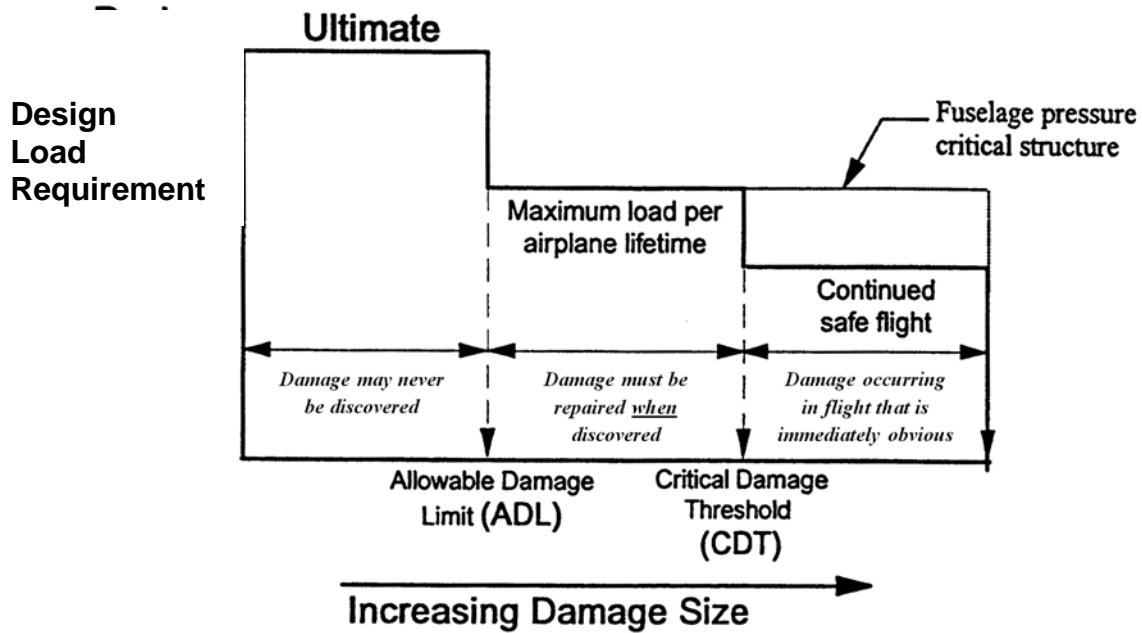 Ultimate
Design
Load
Requirement
Fuselage pressure
critical structure
Maximum load per
airplane lifetime
Continued
safe flight
Damage may never
be discovered
Damage must be
repaired when
discovered
Damage occurring
in flight that is
immediately obvious
Allowable Damage
Limit (ADL)
Critical Damage
Threshold
(CDT)
Increasing Damage Size